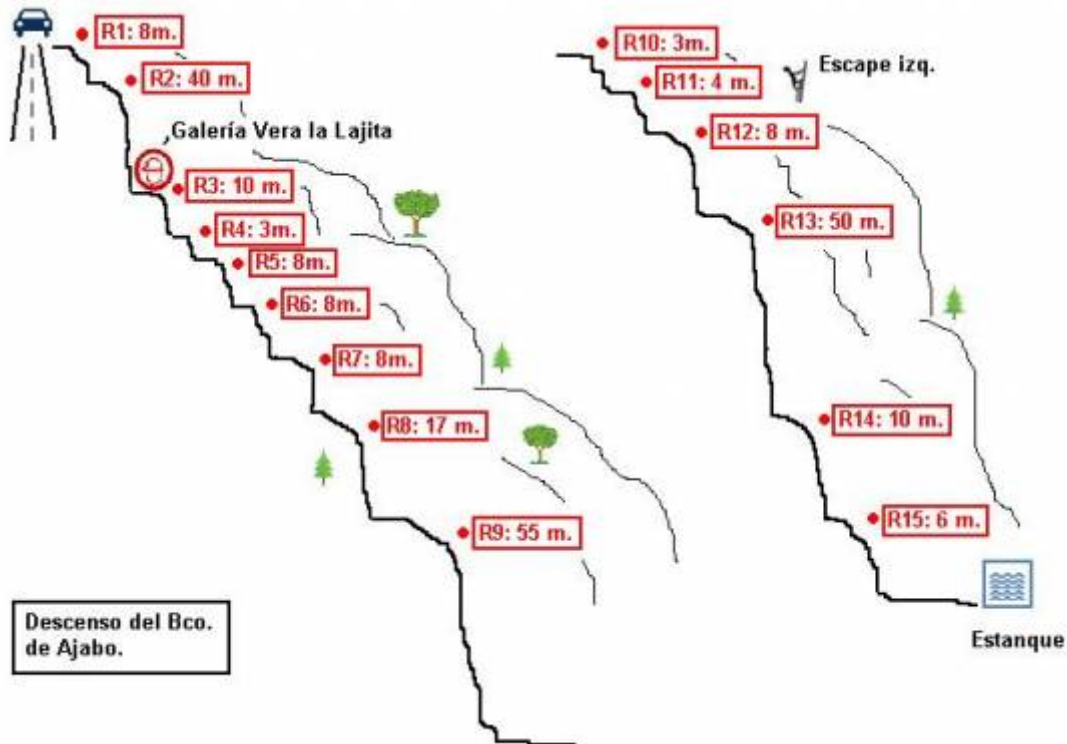 R1: 8m.
R2: 40 m.
Galería Vera la Lajita
R3: 10 m.
R4: 3m.
R5: 8m.
R6: 8m.
R7: 8m.
R8: 17 m.
R9: 55 m.
Descenso del Bco.
de Ajabo.
R10: 3m.
Escape izq.
R11: 4 m.
R12: 8 m.
R13: 50 m.
R14: 10 m.
R15: 6 m.
Estanque